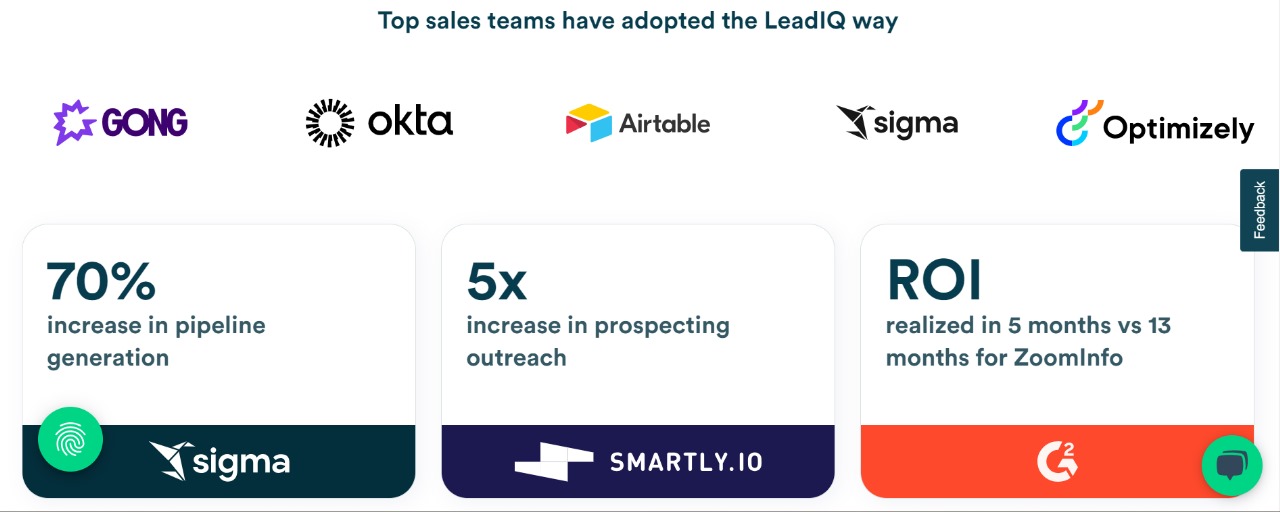 Top sales teams have adopted the LeadIQ way
GONG
okta
Airtable
sigma
Optimizely
Feedback
70%
increase in pipeline
generation
sigma
5x
increase in prospecting
outreach
SMARTLY.IO
ROI
realized in 5 months vs 13
months for ZoomInfo
G2